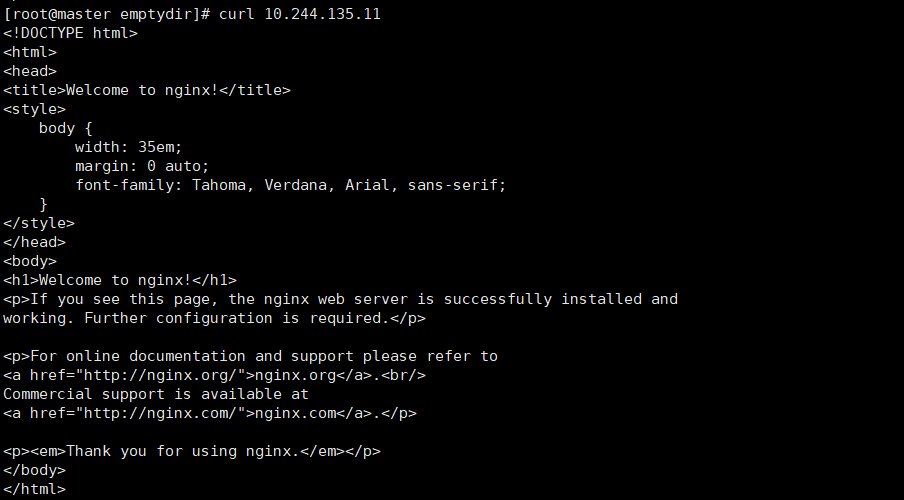 [root@master emptydir]# curl 10.244.135.11
<!DOCTYPE html>
<html>
<head>
<title>Welcome to nginx!</title>
<style>
    body {
        width: 35em;
        margin: 0 auto;
        font-family: Tahoma, Verdana, Arial, sans-serif;
    }
</style>
</head>
<body>
<h1>Welcome to nginx!</h1>
<p>If you see this page, the nginx web server is successfully installed and
working. Further configuration is required.</p>

<p>For online documentation and support please refer to
<a href="http://nginx.org/">nginx.org</a>.<br/>
Commercial support is available at
<a href="http://nginx.com/">nginx.com</a>.</p>

<p><em>Thank you for using nginx.</em></p>
</body>
</html>